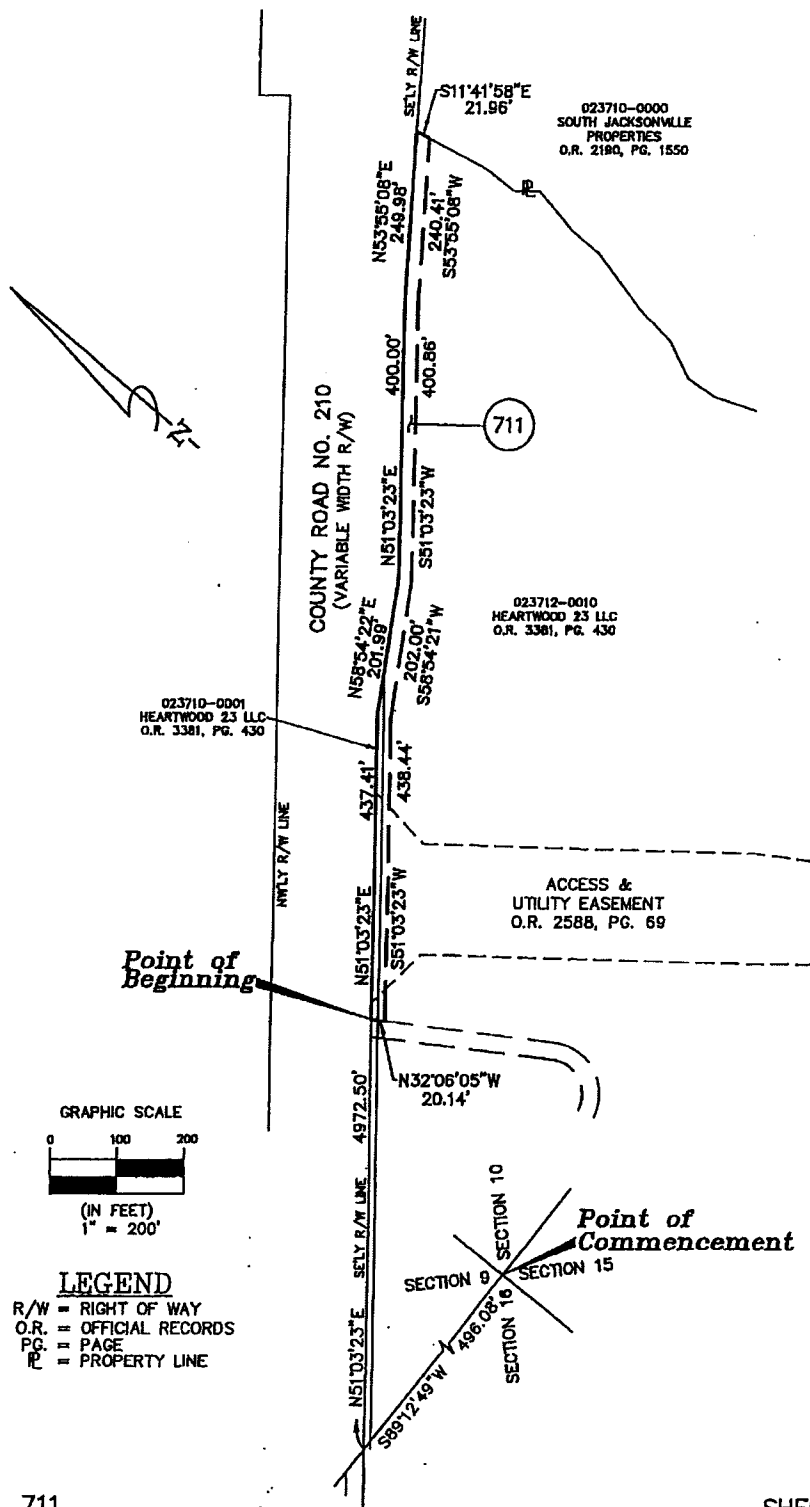 SE'LY R/W LINE
S11°41'58"E
21.96'
023710-0000
SOUTH JACKSONVILLE
PROPERTIES
O.R. 2190, PG. 1550
N53°55'08"E
249.98'
240.41'
S53°55'08"W
PL
400.00'
400.86'
711
N
COUNTY ROAD NO. 210
(VARIABLE WIDTH R/W)
N51°03'23"E
S51°03'23"W
023712-0010
HEARTWOOD 23 LLC
O.R. 3381, PG. 430
N58°54'22"E
201.99'
202.00'
S58°54'21"W
023710-0001
HEARTWOOD 23 LLC
O.R. 3381, PG. 430
437.41'
438.44'
NW'LY R/W LINE
ACCESS &
UTILITY EASEMENT
O.R. 2588, PG. 69
N51°03'23"E
S51°03'23"W
Point of
Beginning
N32°06'05"W
20.14'
4972.50'
GRAPHIC SCALE
0 100 200
(IN FEET)
1" = 200'
SE'LY R/W LINE
SECTION 10
Point of
Commencement
SECTION 9
SECTION 15
SECTION 16
LEGEND
R/W = RIGHT OF WAY
O.R. = OFFICIAL RECORDS
PG. = PAGE
PL = PROPERTY LINE
N51°03'23"E
496.08'
S89°12'49"W
711
SHE